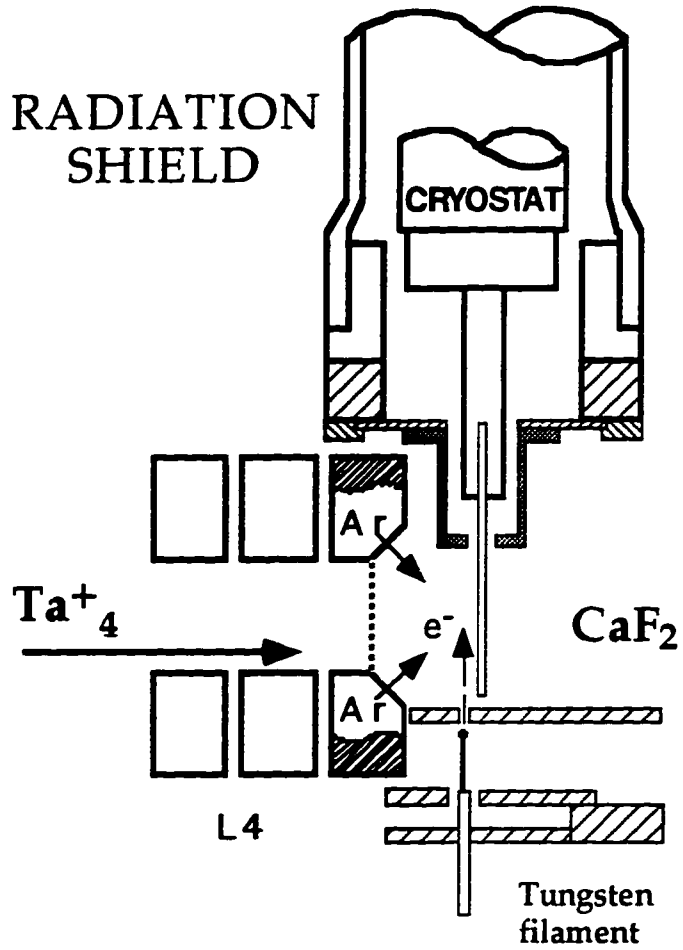 RADIATION
SHIELD
CRYOSTAT
Ar
Ta⁺₄
e⁻
CaF₂
Ar
L4
Tungsten
filament